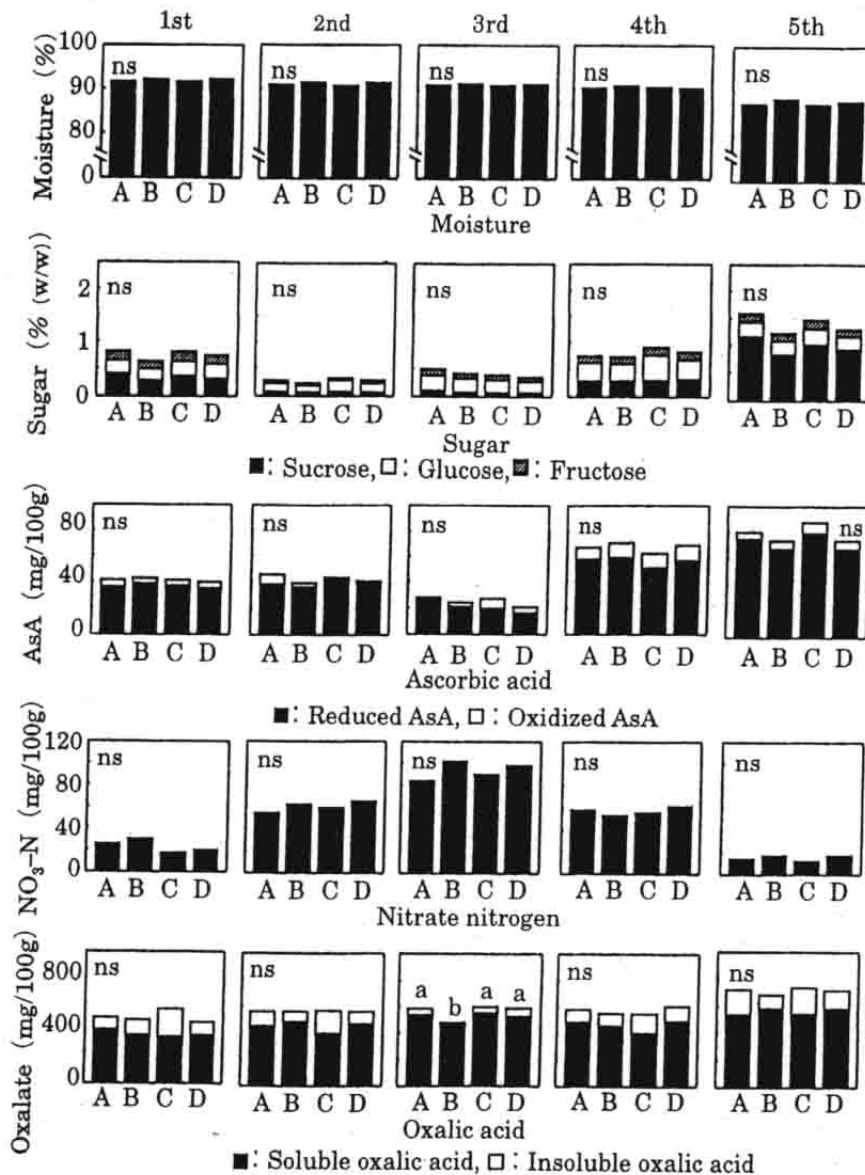 1st 2nd 3rd 4th 5th
Moisture (%)
100
90
80
0
ns ns ns ns ns
A B C D A B C D A B C D A B C D A B C D
Moisture
Sugar (% (w/w))
2
1
0
ns ns ns ns ns
A B C D A B C D A B C D A B C D A B C D
Sugar
■: Sucrose, □: Glucose, ▨: Fructose
AsA (mg/100g)
80
40
0
ns ns ns ns ns
A B C D A B C D A B C D A B C D A B C D
Ascorbic acid
■: Reduced AsA, □: Oxidized AsA
NO₃-N (mg/100g)
120
80
40
0
ns ns ns ns ns
A B C D A B C D A B C D A B C D A B C D
Nitrate nitrogen
Oxalate (mg/100g)
800
400
0
ns ns a b a a ns ns
A B C D A B C D A B C D A B C D A B C D
Oxalic acid
■: Soluble oxalic acid, □: Insoluble oxalic acid